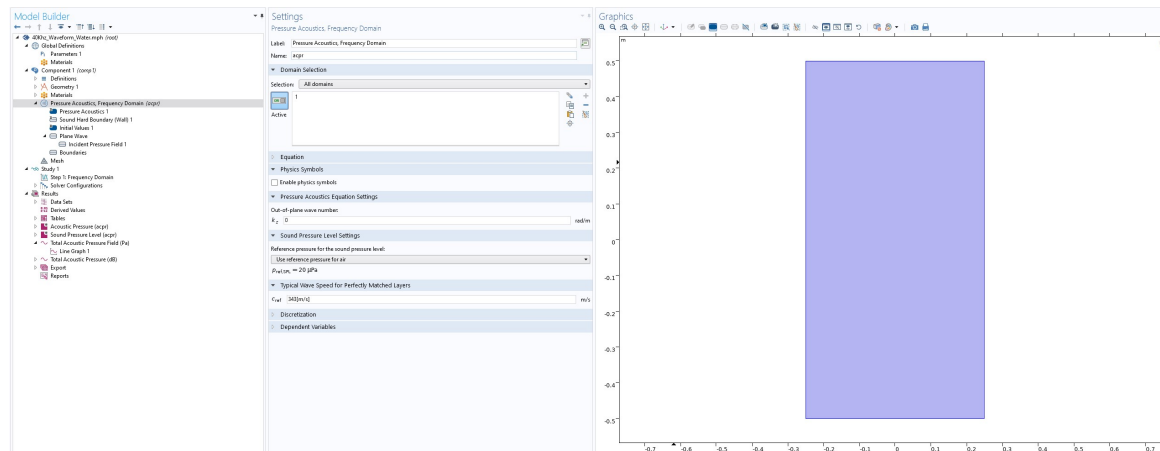 Model Builder
40Khz_Waveform_Water.mph (root)
Global Definitions
Parameters 1
Materials
Component 1 (comp1)
Definitions
Geometry 1
Materials
Pressure Acoustics, Frequency Domain (acpr)
Pressure Acoustics 1
Sound Hard Boundary (Wall) 1
Initial Values 1
Plane Wave
Incident Pressure Field 1
Boundaries
Mesh
Study 1
Step 1: Frequency Domain
Solver Configurations
Results
Data Sets
Derived Values
Tables
Acoustic Pressure (acpr)
Sound Pressure Level (acpr)
Total Acoustic Pressure Field (Pa)
Line Graph 1
Total Acoustic Pressure (dB)
Export
Reports
Settings
Pressure Acoustics, Frequency Domain
Label: Pressure Acoustics, Frequency Domain
Name: acpr
Domain Selection
Selection: All domains
1
Active
Equation
Physics Symbols
Enable physics symbols
Pressure Acoustics Equation Settings
Out-of-plane wave number:
kz 0 rad/m
Sound Pressure Level Settings
Reference pressure for the sound pressure level:
Use reference pressure for air
pref,SPL = 20 μPa
Typical Wave Speed for Perfectly Matched Layers
cref 343[m/s] m/s
Discretization
Dependent Variables
Graphics
m
0.5
0.4
0.3
0.2
0.1
0
-0.1
-0.2
-0.3
-0.4
-0.5
-0.7 -0.6 -0.5 -0.4 -0.3 -0.2 -0.1 0 0.1 0.2 0.3 0.4 0.5 0.6 0.7